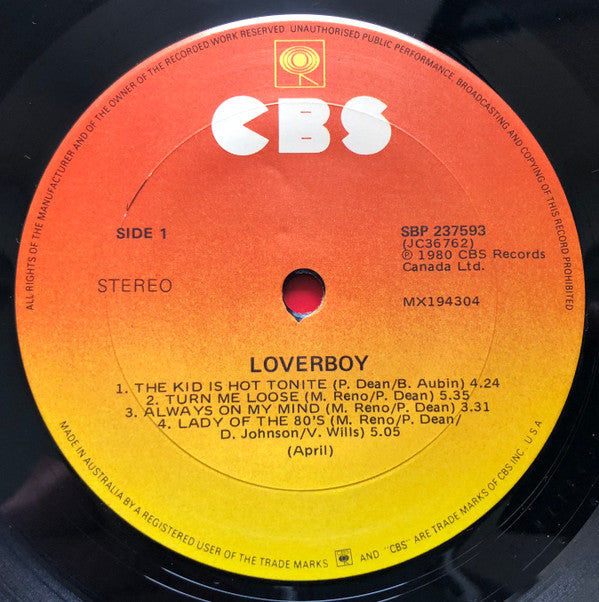 ALL RIGHTS OF THE MANUFACTURER AND OF THE OWNER OF THE RECORDED WORK RESERVED UNAUTHORISED PUBLIC PERFORMANCE, BROADCASTING AND COPYING OF THIS RECORD PROHIBITED
CBS
SIDE 1
STEREO
SBP 237593
(JC36762)
℗ 1980 CBS Records
Canada Ltd.
MX194304
LOVERBOY
1. THE KID IS HOT TONITE (P. Dean/B. Aubin) 4.24
2. TURN ME LOOSE (M. Reno/P. Dean) 5.35
3. ALWAYS ON MY MIND (M. Reno/P. Dean) 3.31
4. LADY OF THE 80'S (M. Reno/P. Dean/
D. Johnson/V. Wills) 5.05
(April)
MADE IN AUSTRALIA BY A REGISTERED USER OF THE TRADE MARKS AND "CBS" ARE TRADE MARKS OF CBS INC. U.S.A.